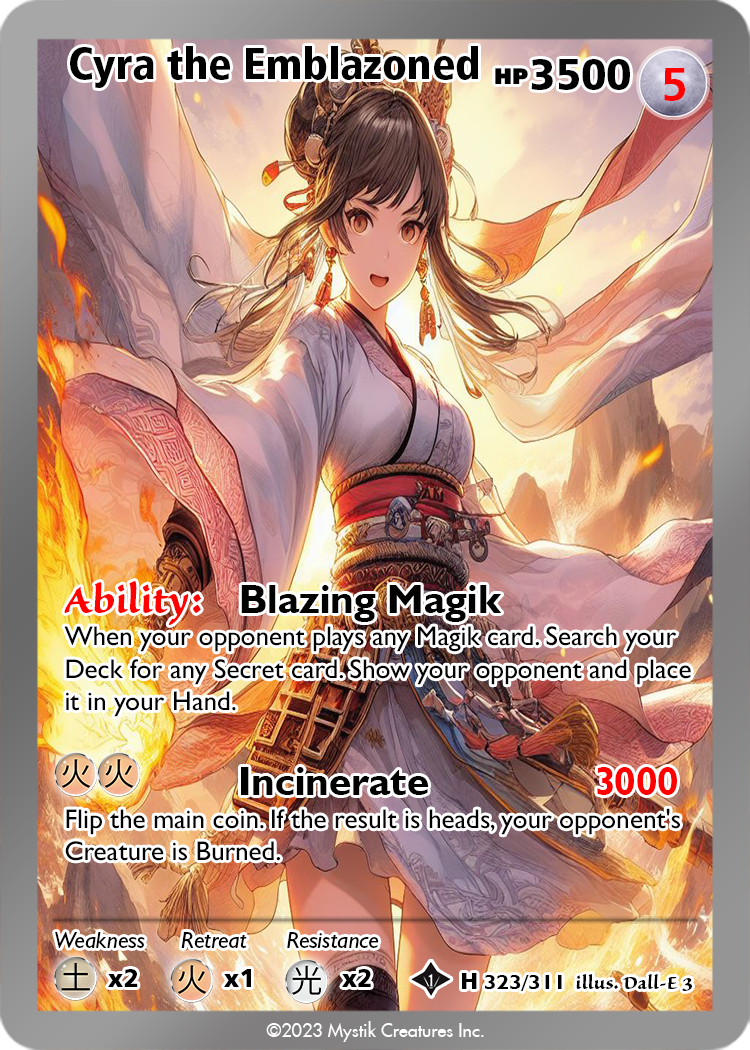 Cyra the Emblazoned HP3500 5
Ability: Blazing Magik
When your opponent plays any Magik card. Search your
Deck for any Secret card. Show your opponent and place
it in your Hand.
火 火 Incinerate 3000
Flip the main coin. If the result is heads, your opponent's
Creature is Burned.
Weakness Retreat Resistance
土 x2 火 x1 光 x2 1 H 323/311 illus. Dall-E 3
©2023 Mystik Creatures Inc.